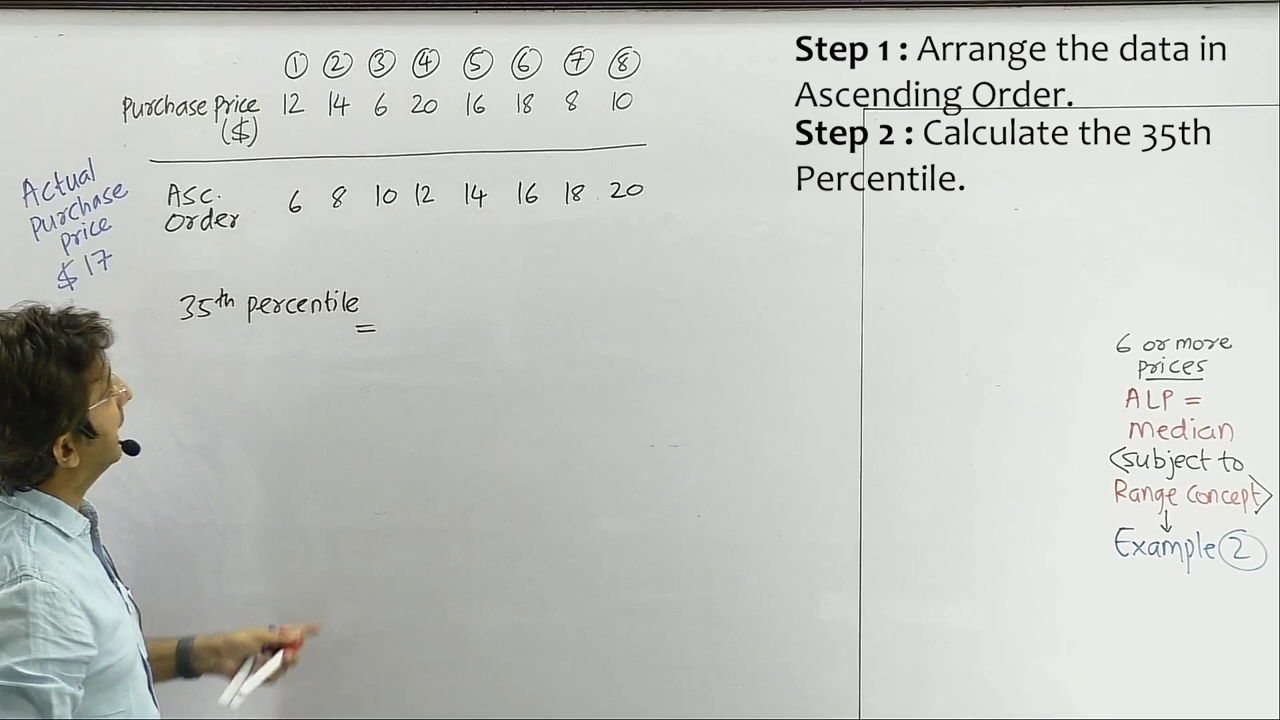 ① ② ③ ④ ⑤ ⑥ ⑦ ⑧
Purchase Price 12 14 6 20 16 18 8 10
($)
Asc. 6 8 10 12 14 16 18 20
Order
35th percentile
=
Actual
Purchase
Price
$ 17
Step 1 : Arrange the data in
Ascending Order.
Step 2 : Calculate the 35th
Percentile.
6 or more
prices
ALP =
Median
<subject to
Range Concept>
↓
Example ②